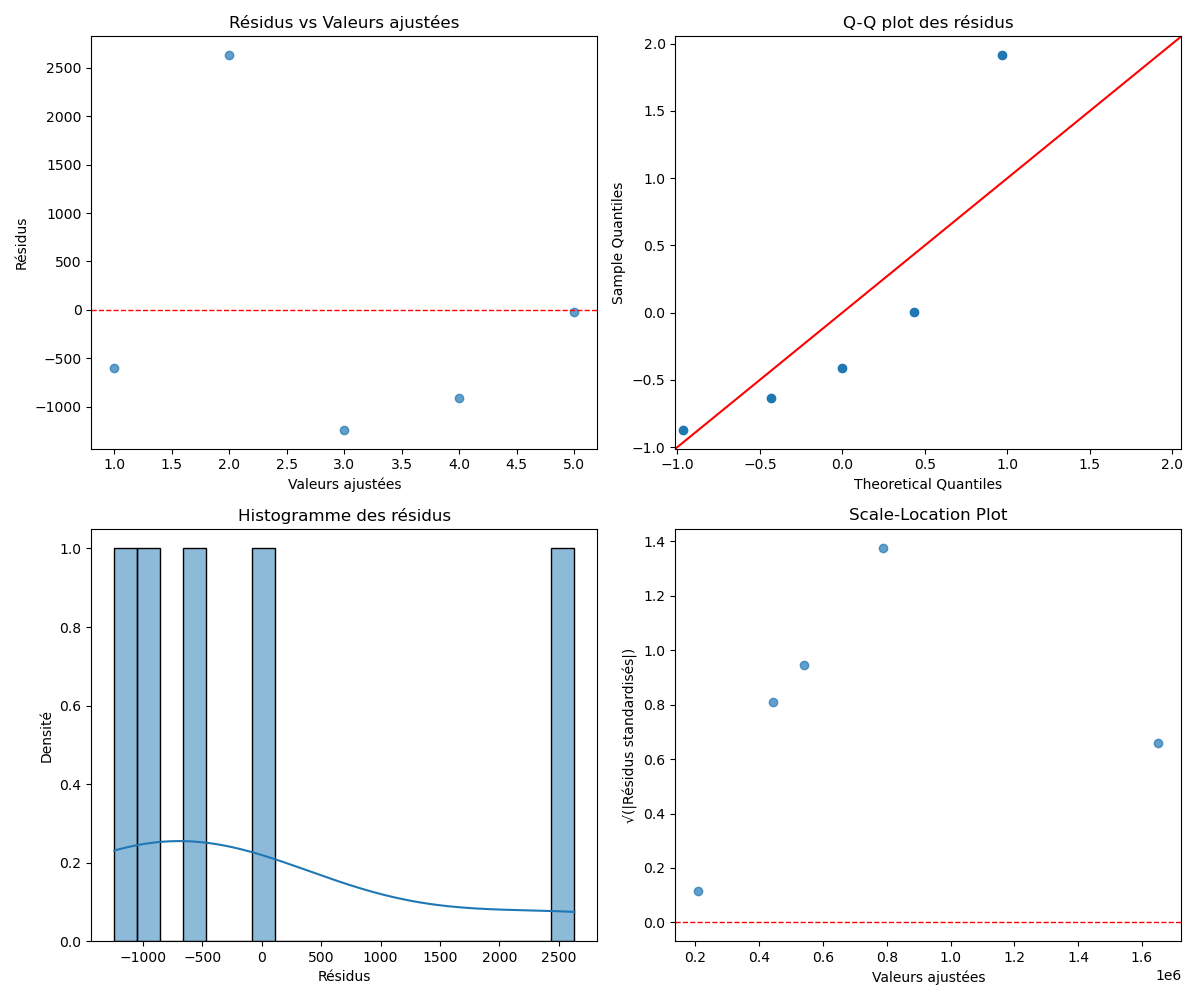 Résidus vs Valeurs ajustées
2500
2000
1500
1000
500
0
−500
−1000
Résidus
1.0 1.5 2.0 2.5 3.0 3.5 4.0 4.5 5.0
Valeurs ajustées
Q-Q plot des résidus
2.0
1.5
1.0
0.5
0.0
−0.5
−1.0
Sample Quantiles
−1.0 −0.5 0.0 0.5 1.0 1.5 2.0
Theoretical Quantiles
Histogramme des résidus
1.0
0.8
0.6
0.4
0.2
0.0
Densité
−1000 −500 0 500 1000 1500 2000 2500
Résidus
Scale-Location Plot
1.4
1.2
1.0
0.8
0.6
0.4
0.2
0.0
√(|Résidus standardisés|)
0.2 0.4 0.6 0.8 1.0 1.2 1.4 1.6
1e6
Valeurs ajustées